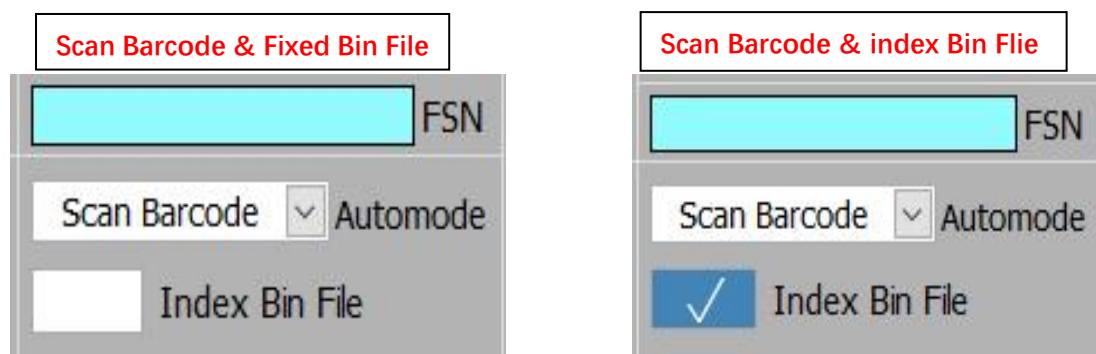 Scan Barcode & Fixed Bin File
FSN
Scan Barcode Automode
Index Bin File
Scan Barcode & index Bin Flie
FSN
Scan Barcode Automode
Index Bin File